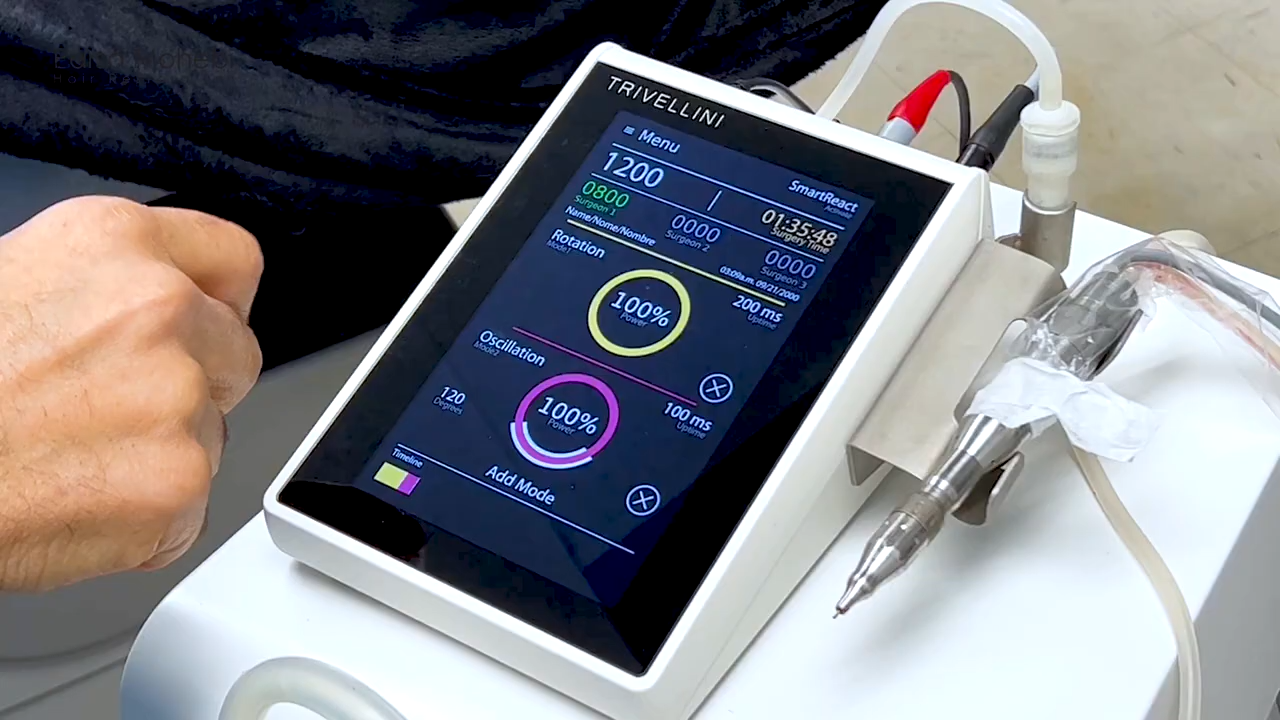 TRIVELLINI
≡ Menu
1200
SmartReact
Activate
0800
Surgeon 1
01:35:48
Surgery Time
0000
Surgeon 2
0000
Surgeon 3
Name/Nome/Nombre
03:09a.m. 09/21/2000
Rotation
Mode1
100%
Power
200 ms
Uptime
Oscillation
Mode2
120
Degrees
100%
Power
100 ms
Uptime
Timeline
Add Mode